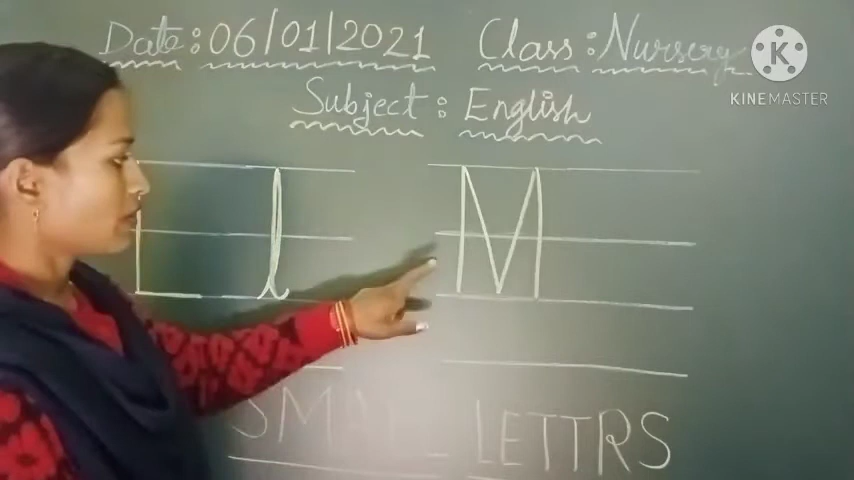 Date: 06/01/2021 Class: Nursery
Subject: English
L l M
SMALL LETTRS
K
KINEMASTER